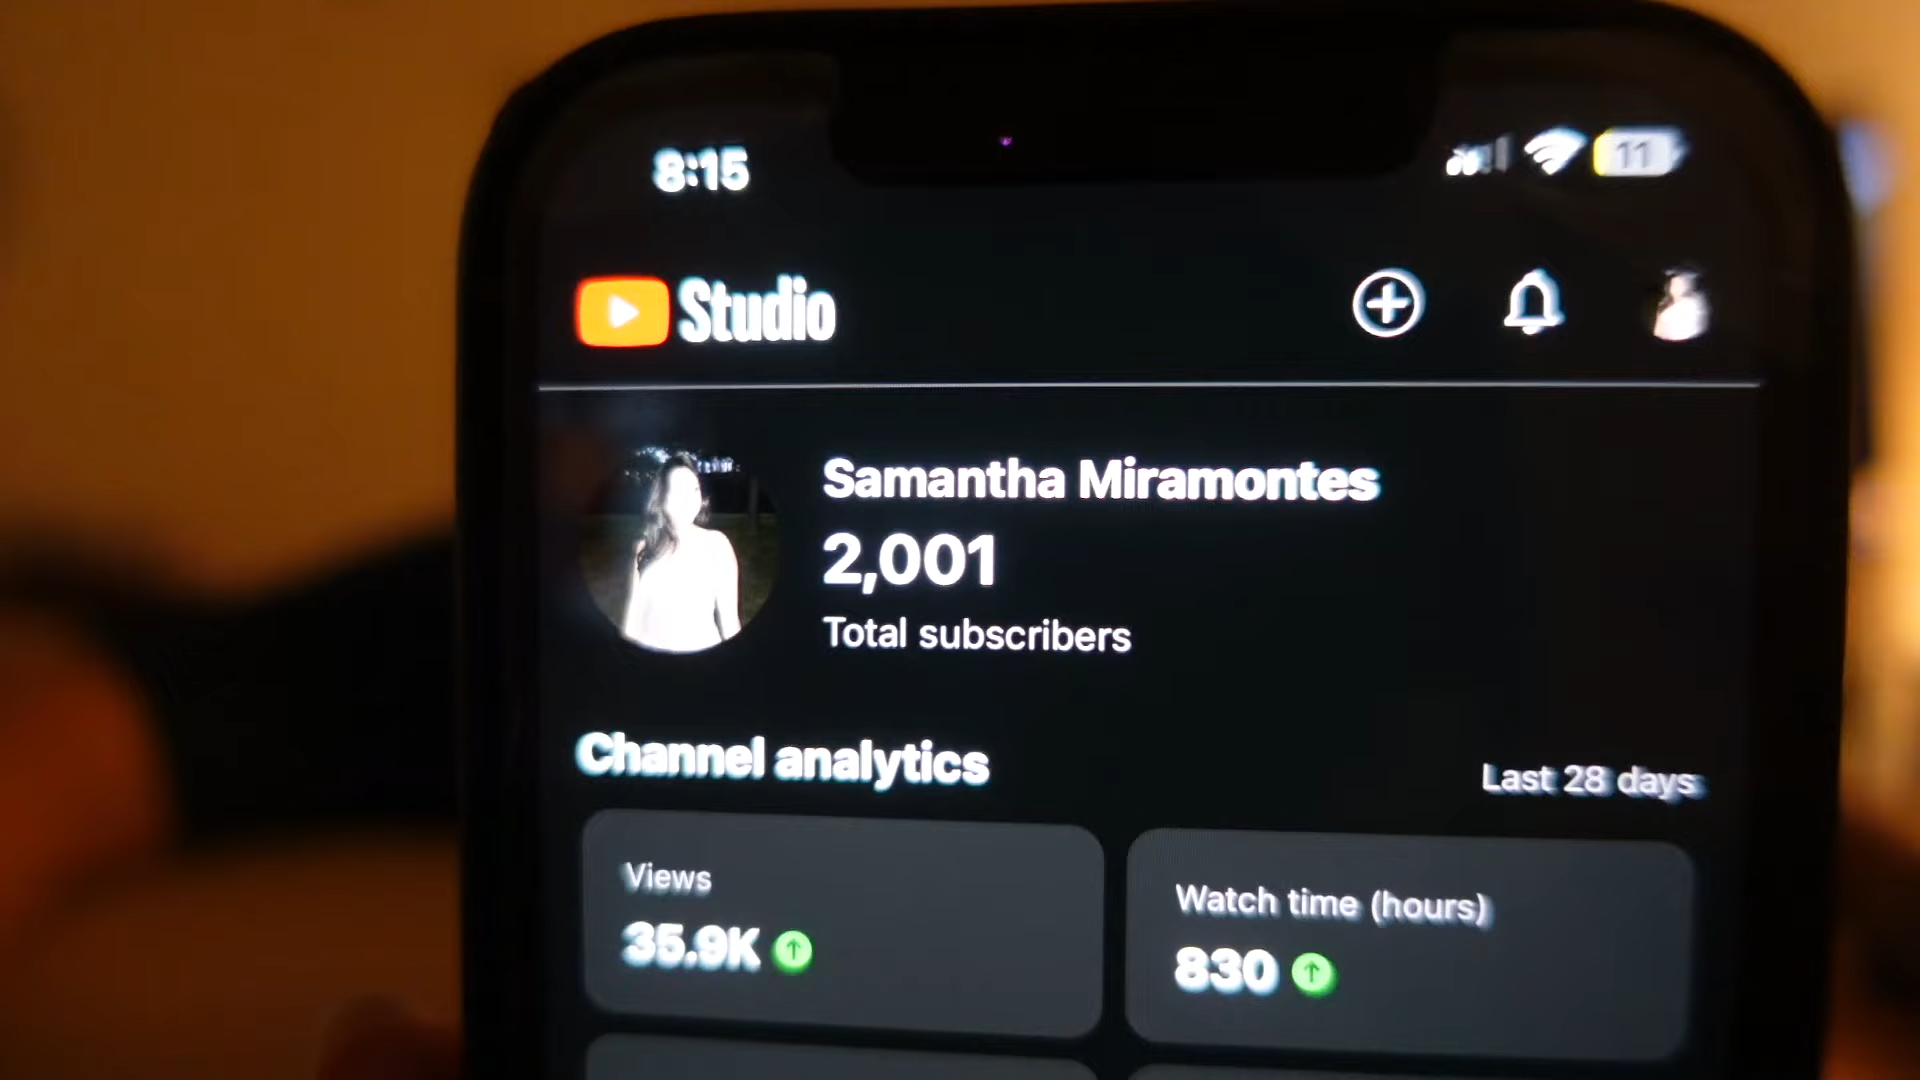 8:15
11
Studio
Samantha Miramontes
2,001
Total subscribers
Channel analytics
Last 28 days
Views
35.9K
Watch time (hours)
830